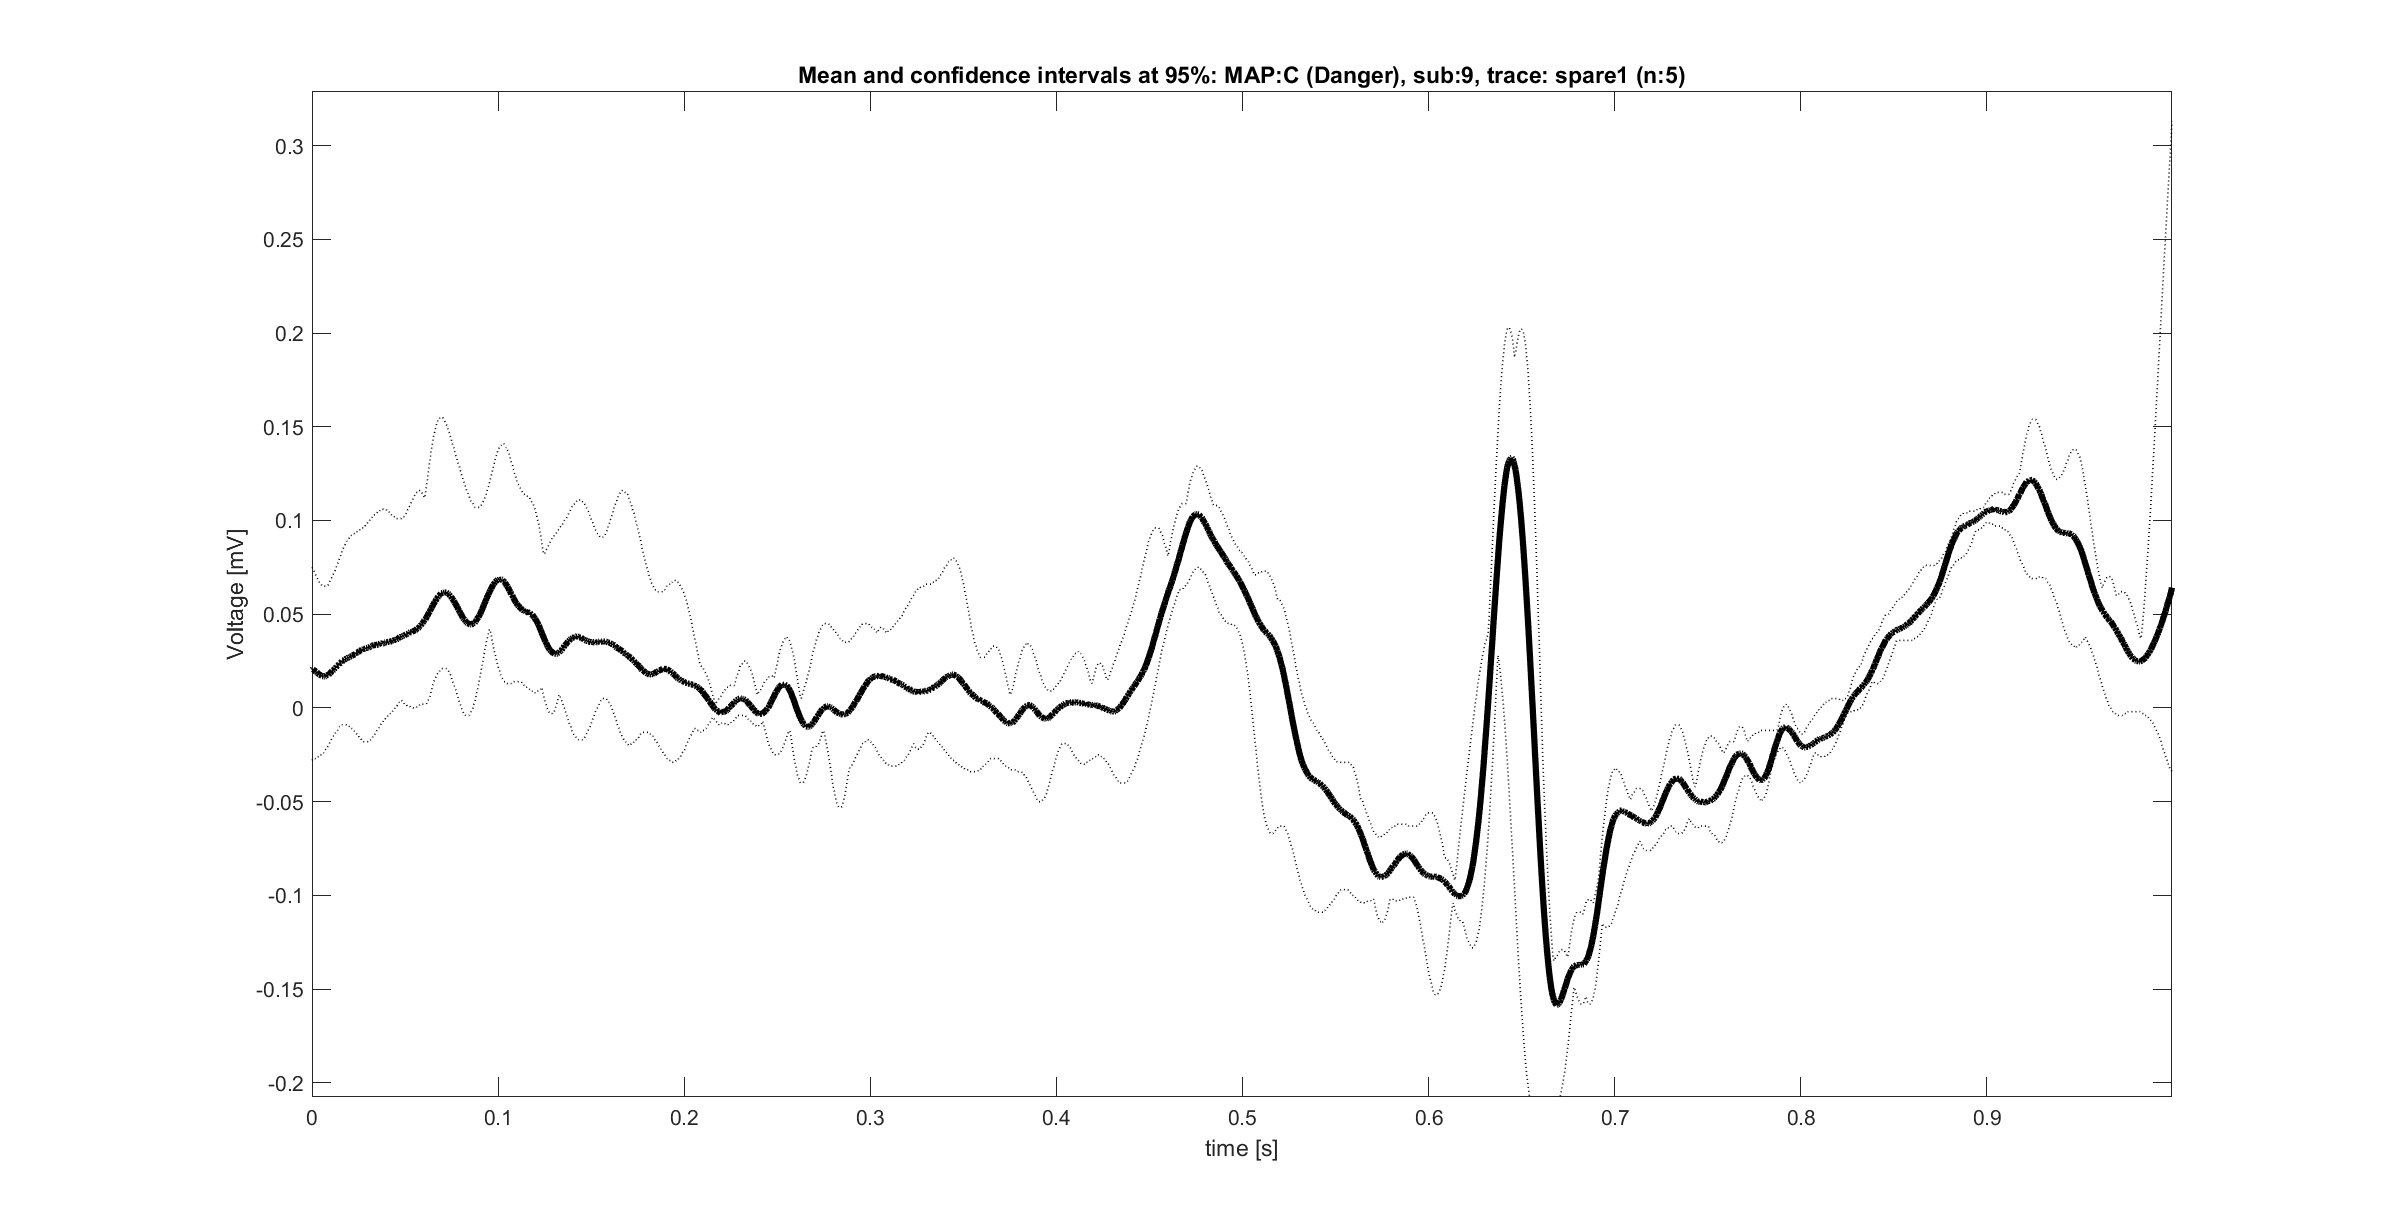 Mean and confidence intervals at 95%: MAP:C (Danger), sub:9, trace: spare1 (n:5)
0.3
0.25
0.2
0.15
0.1
0.05
0
-0.05
-0.1
-0.15
-0.2
Voltage [mV]
0 0.1 0.2 0.3 0.4 0.5 0.6 0.7 0.8 0.9
time [s]